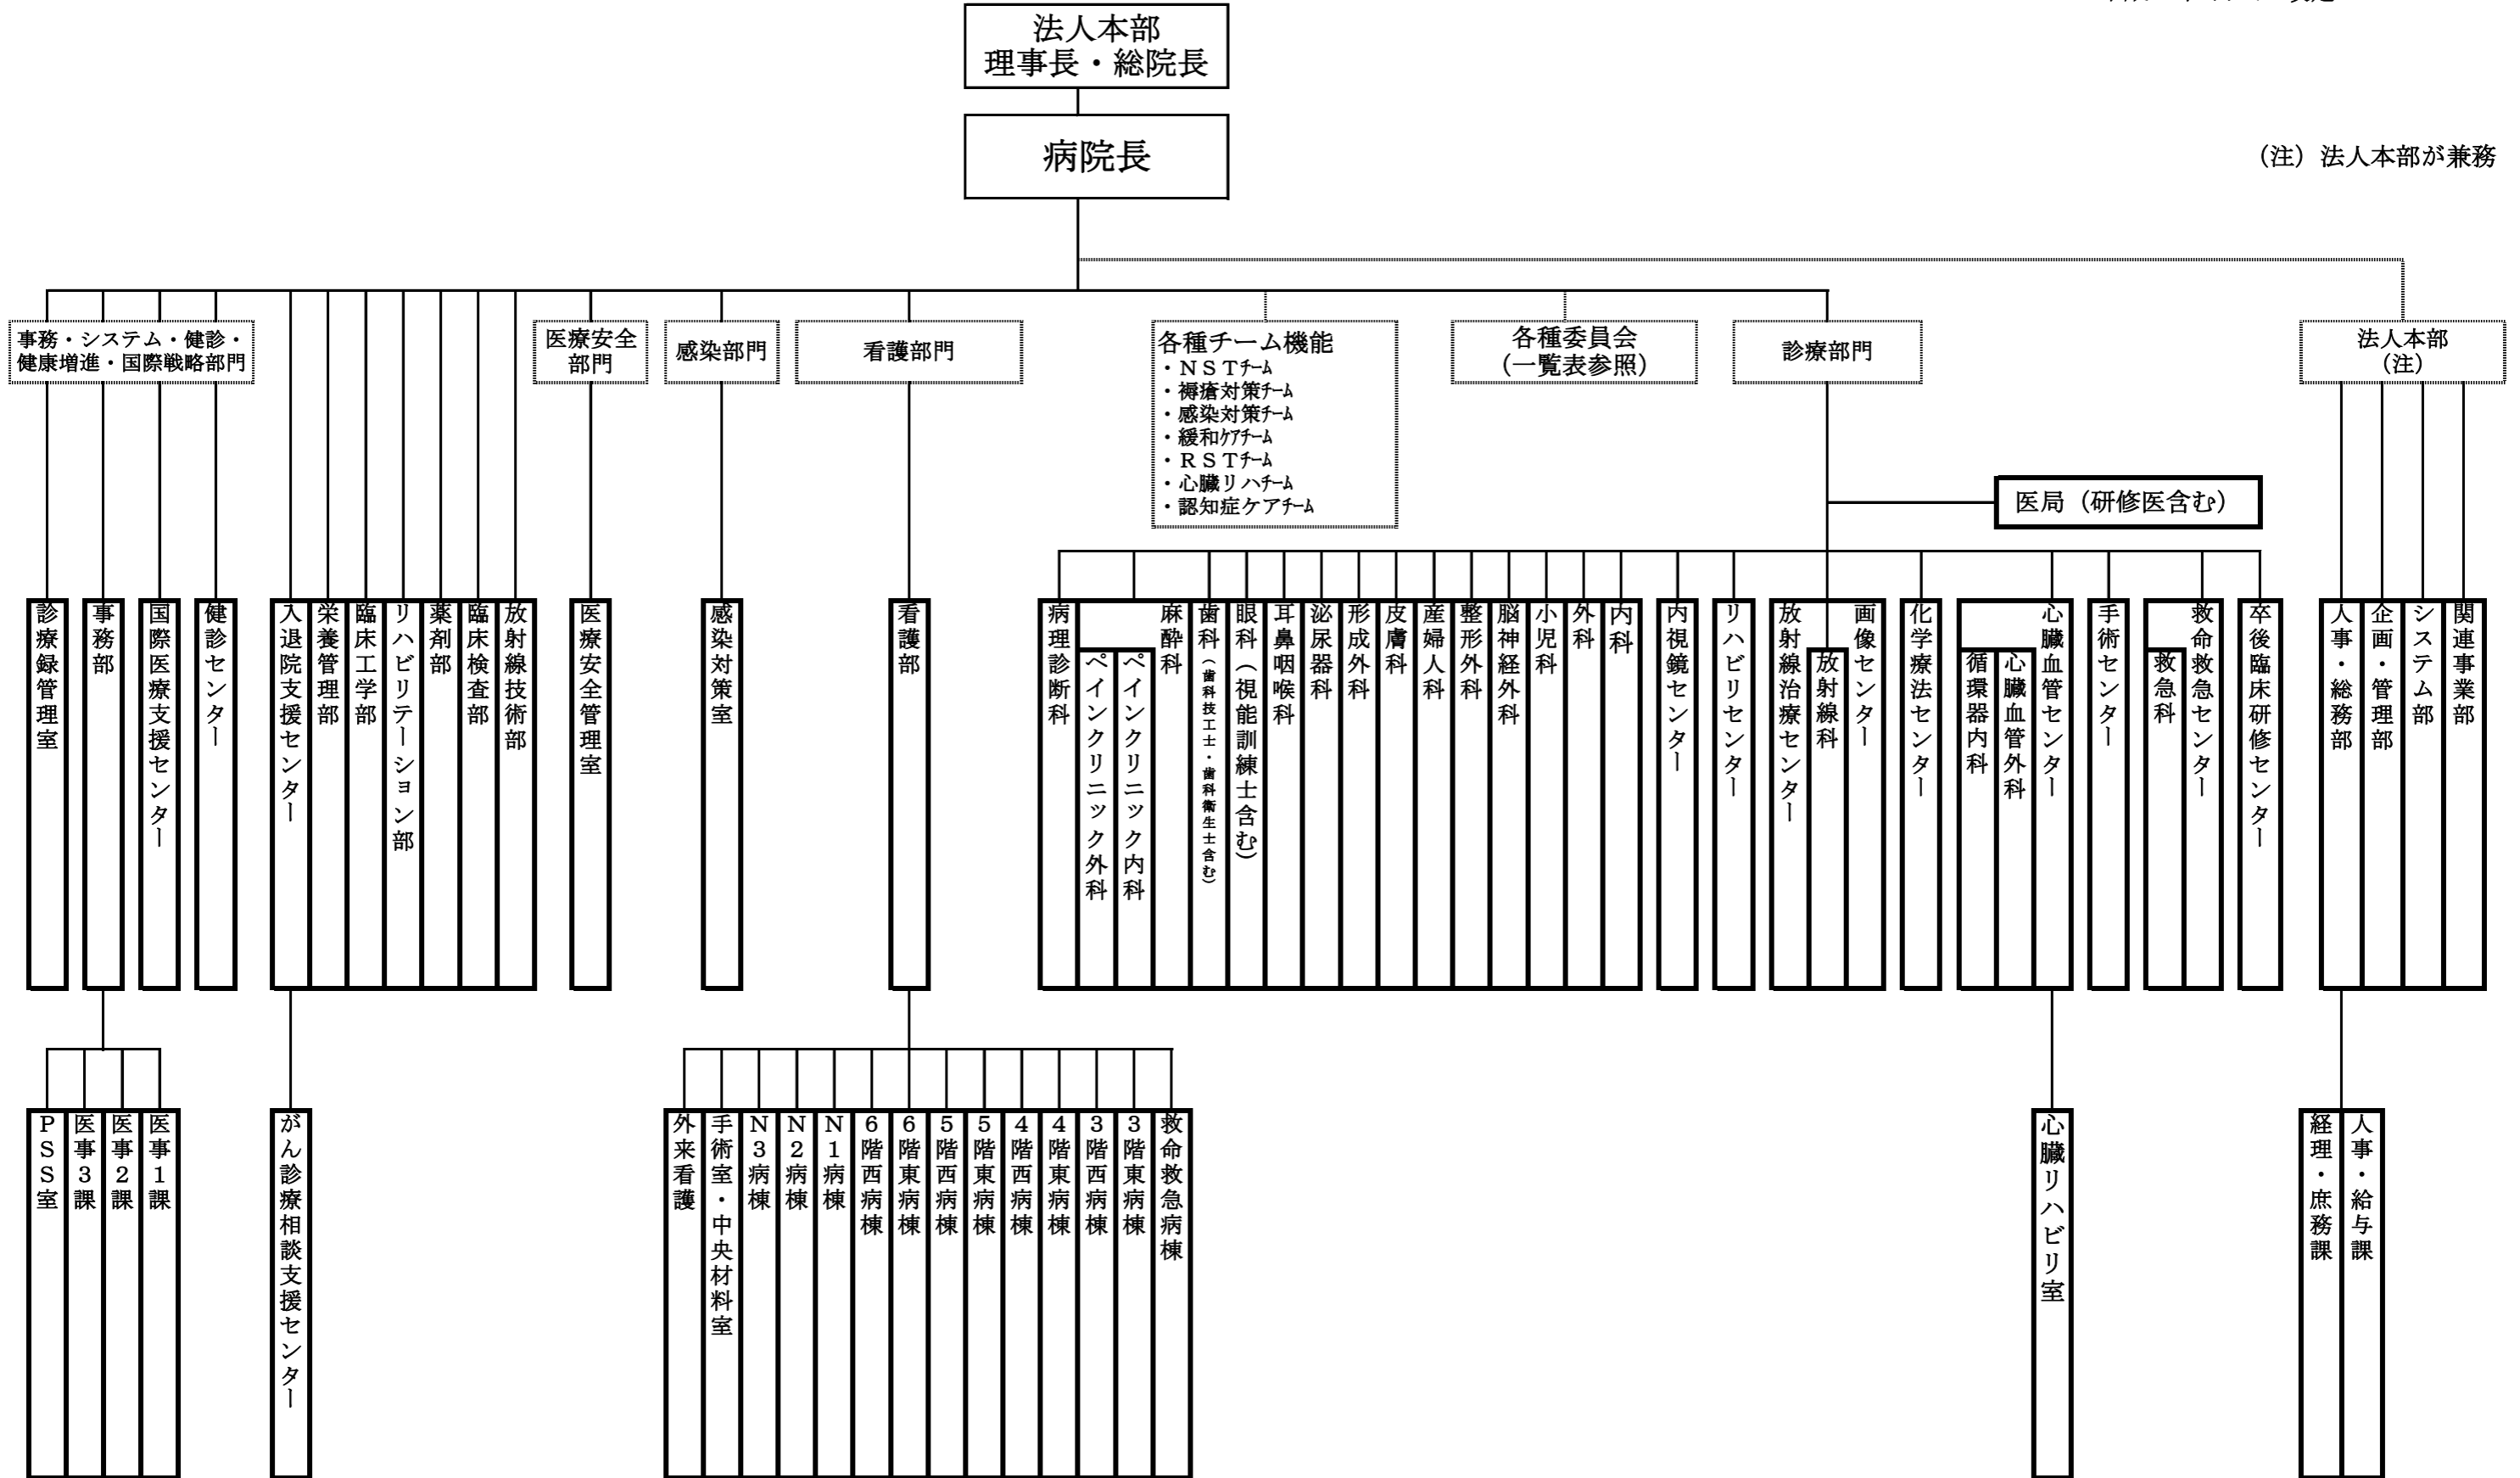 法人本部
理事長・総院長
病院長
（注）法人本部が兼務
事務・システム・健診・
健康増進・国際戦略部門
医療安全
部門
感染部門
看護部門
各種チーム機能
・ＮＳＴﾁｰﾑ
・褥瘡対策ﾁｰﾑ
・感染対策ﾁｰﾑ
・緩和ｹｱﾁｰﾑ
・ＲＳＴﾁｰﾑ
・心臓リハﾁｰﾑ
・認知症ケアﾁｰﾑ
各種委員会
（一覧表参照）
診療部門
法人本部
（注）
医局（研修医含む）
診療録管理室
事務部
国際医療支援センター
健診センター
入退院支援センター
栄養管理部
臨床工学部
リハビリテーション部
薬剤部
臨床検査部
放射線技術部
医療安全管理室
感染対策室
看護部
病理診断科
ペインクリニック外科
ペインクリニック内科
麻酔科
歯科（歯科技工士・歯科衛生士含む）
眼科（視能訓練士含む）
耳鼻咽喉科
泌尿器科
形成外科
皮膚科
産婦人科
整形外科
脳神経外科
小児科
外科
内科
内視鏡センター
リハビリセンター
放射線治療センター
放射線科
画像センター
化学療法センター
循環器内科
心臓血管外科
心臓血管センター
手術センター
救急科
救命救急センター
卒後臨床研修センター
人事・総務部
企画・管理部
システム部
関連事業部
ＰＳＳ室
医事３課
医事２課
医事１課
がん診療相談支援センター
外来看護
手術室・中央材料室
Ｎ３病棟
Ｎ２病棟
Ｎ１病棟
６階西病棟
６階東病棟
５階西病棟
５階東病棟
４階西病棟
４階東病棟
３階西病棟
３階東病棟
救命救急病棟
心臓リハビリ室
経理・庶務課
人事・給与課